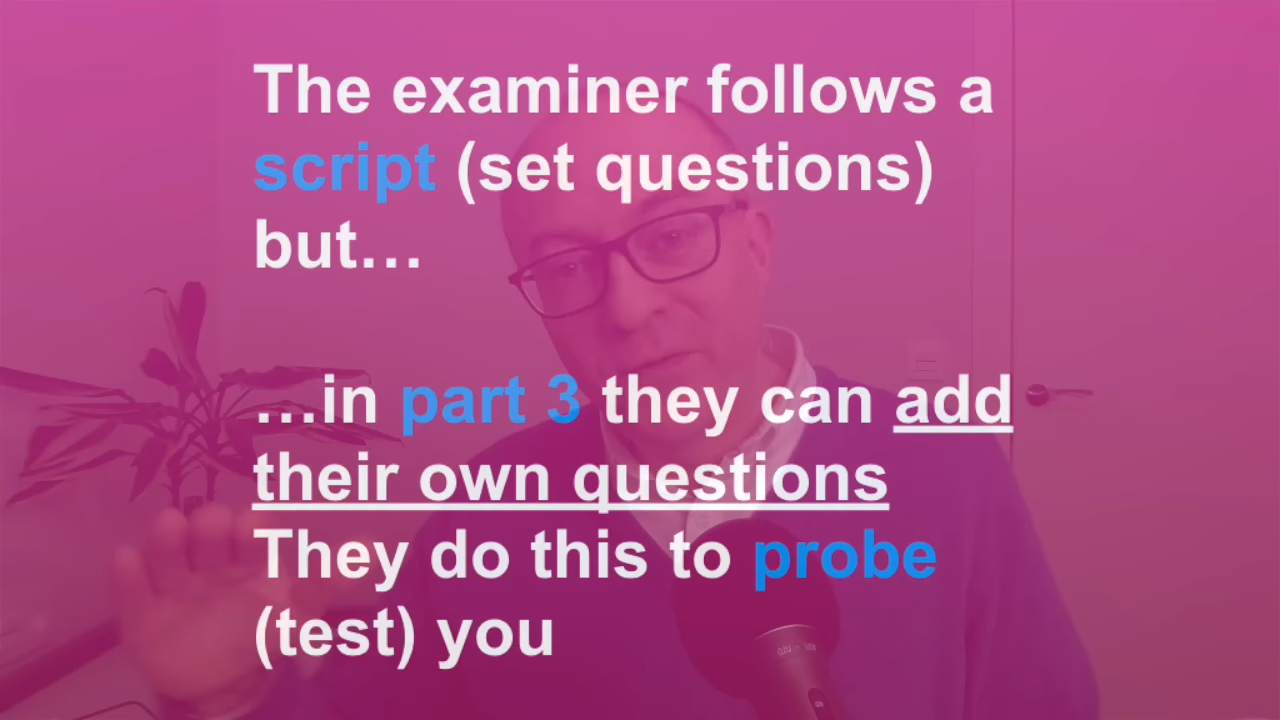 The examiner follows a
script (set questions)
but…
…in part 3 they can add
their own questions
They do this to probe
(test) you